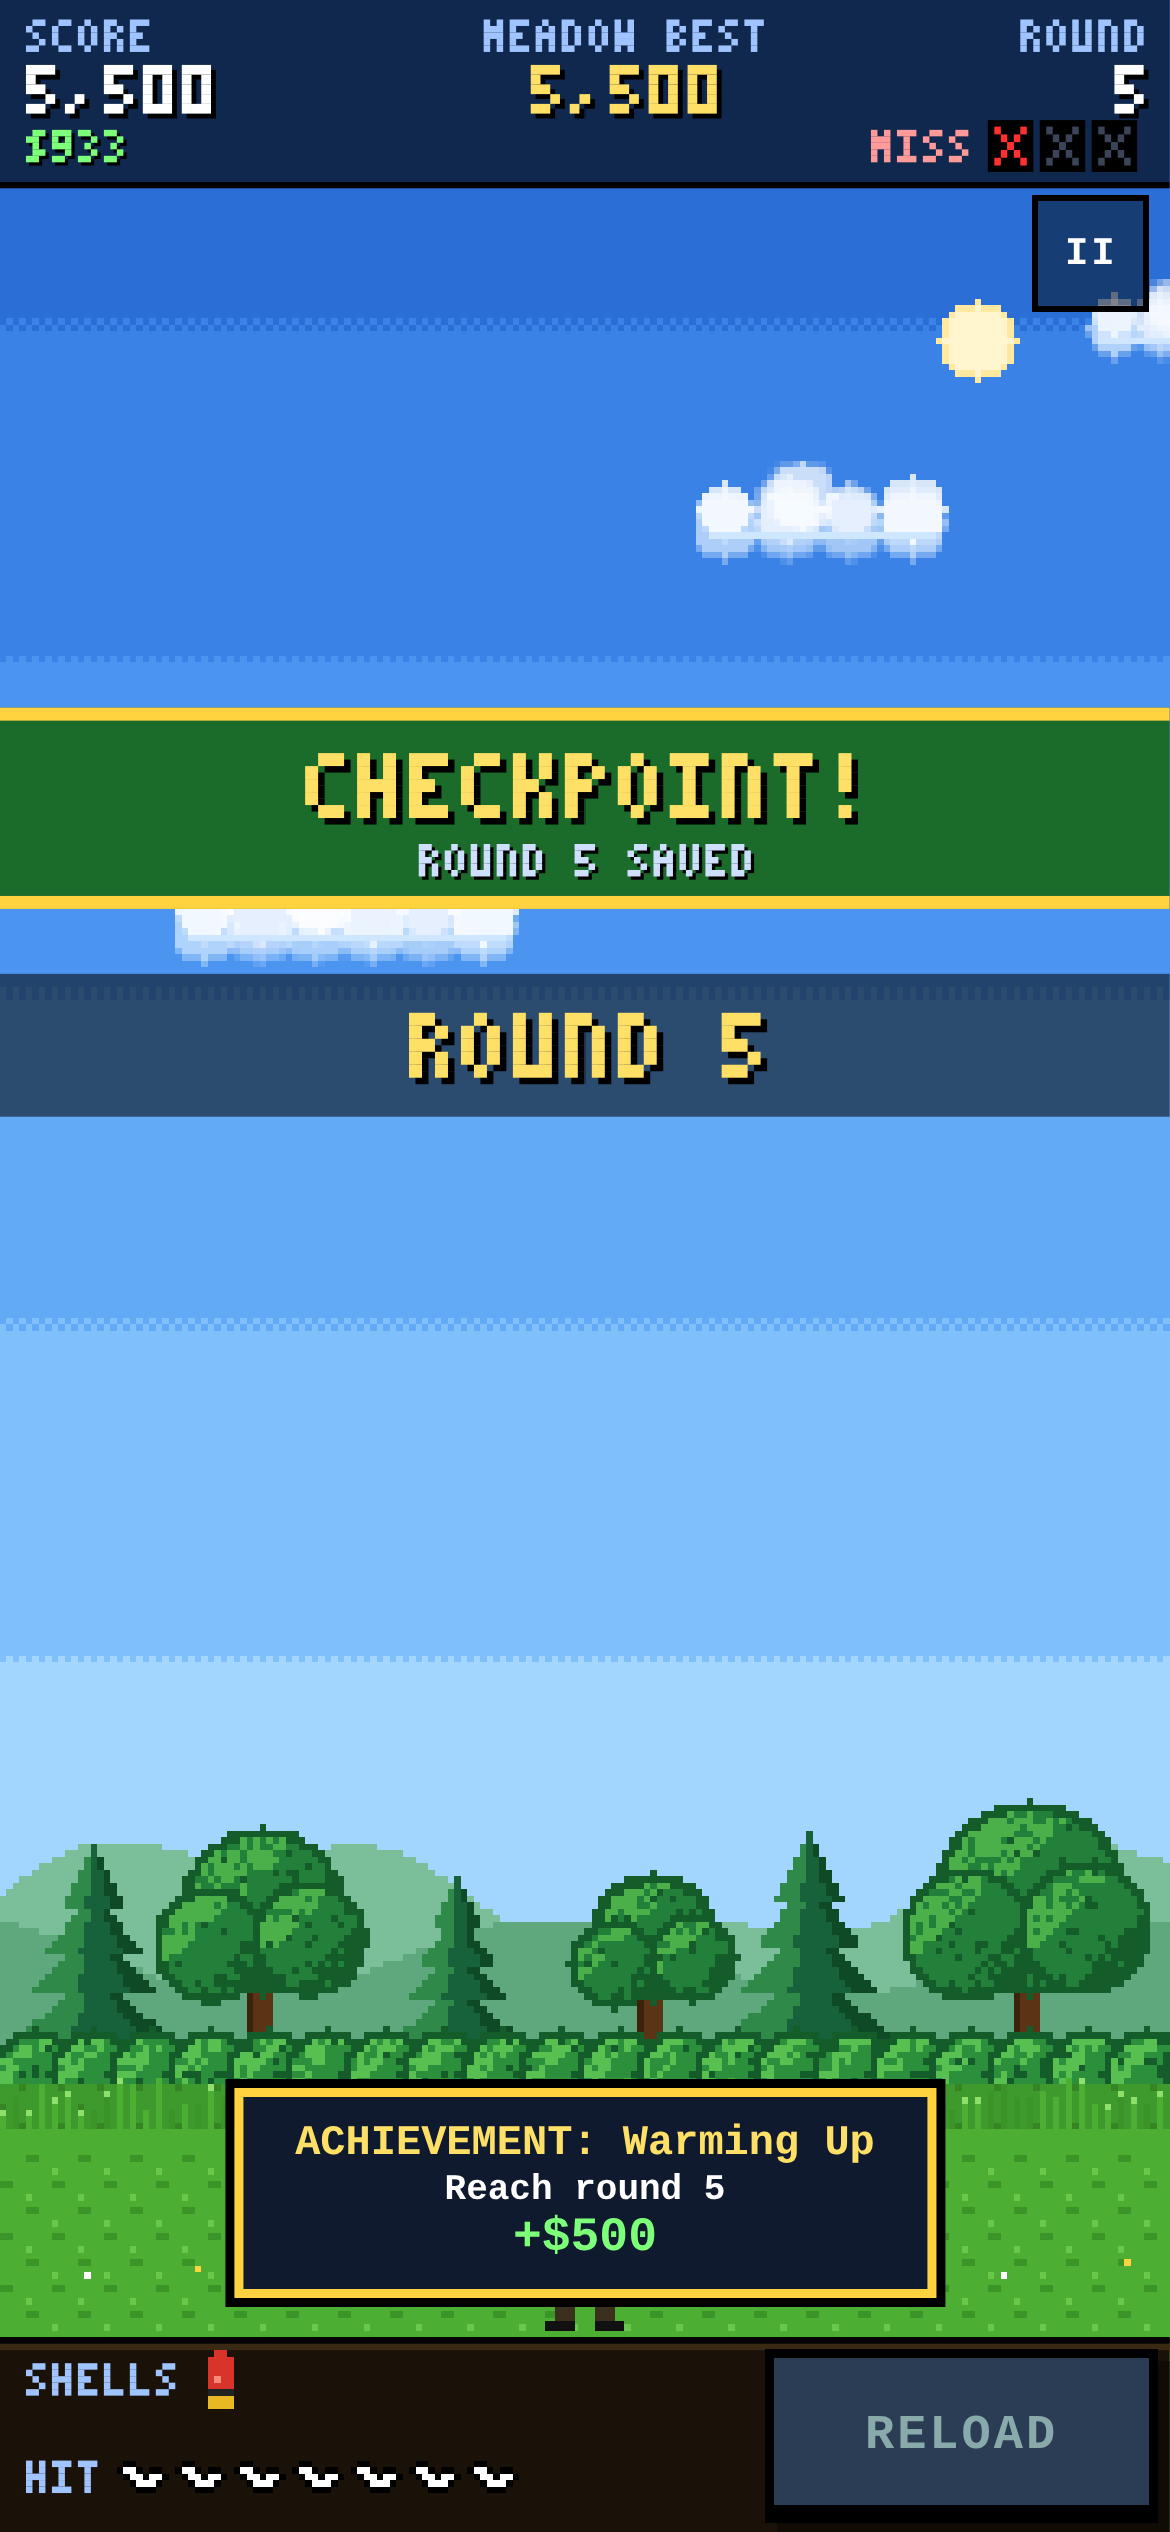 SCORE
MEADOW BEST
ROUND
5,500
5,500
5
$933
MISS X X X
II
CHECKPOINT!
ROUND 5 SAVED
ROUND 5
ACHIEVEMENT: Warming Up
Reach round 5
+$500
SHELLS
RELOAD
HIT